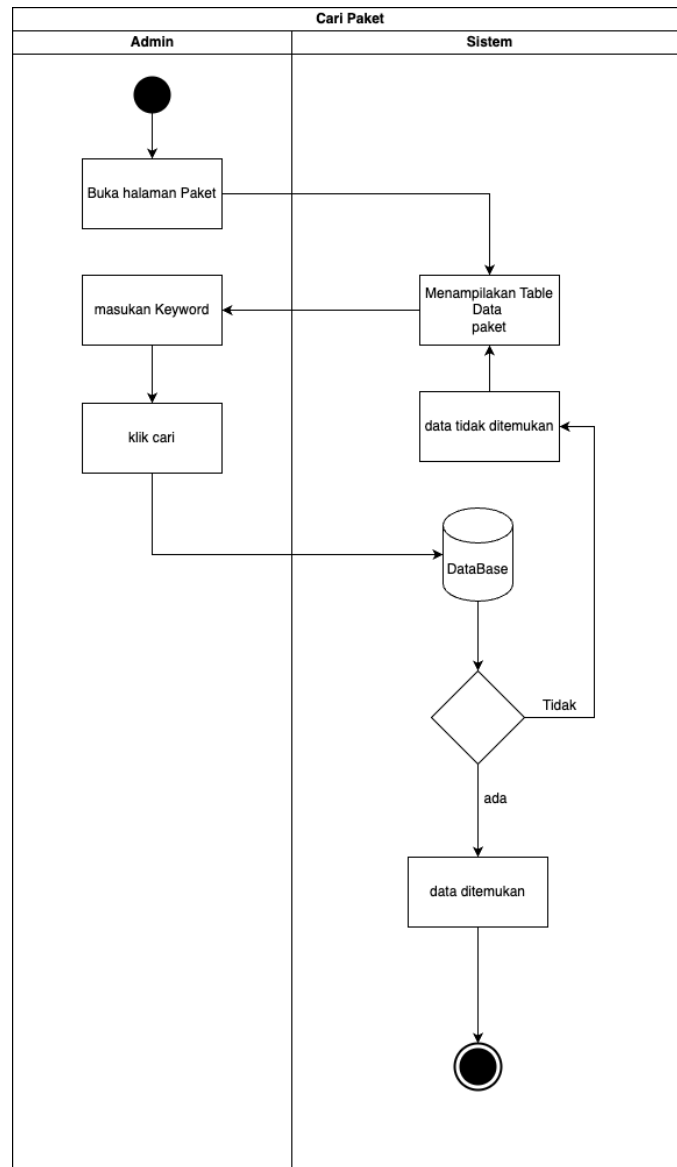 Cari Paket
Admin
Sistem
Buka halaman Paket
Menampilakan Table
Data
paket
masukan Keyword
klik cari
data tidak ditemukan
DataBase
Tidak
ada
data ditemukan